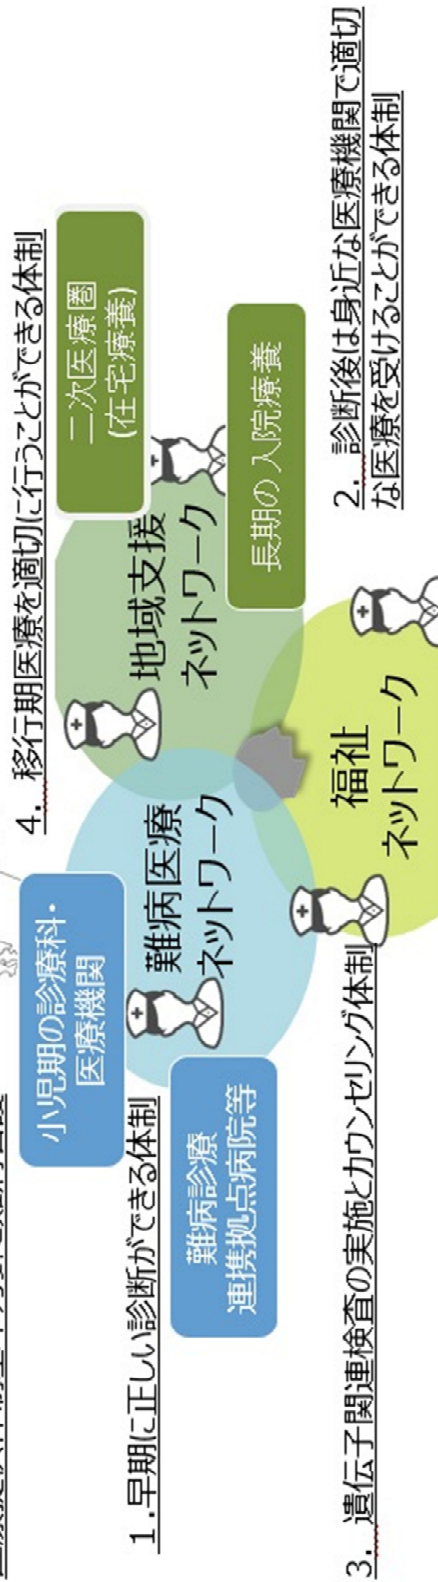 1.早期に正しい診断ができる体制
4. 移行期医療を適切に行うことができる体制
小児期の診療科・
医療機関
二次医療圏
(在宅療養)
難病医療
ネットワーク
地域支援
ネットワーク
難病診療
連携拠点病院等
長期の入院療養
福祉
ネットワーク
3. 遺伝子関連検査の実施とカウンセリング体制
2. 診断後は身近な医療機関で適切
な医療を受けることができる体制